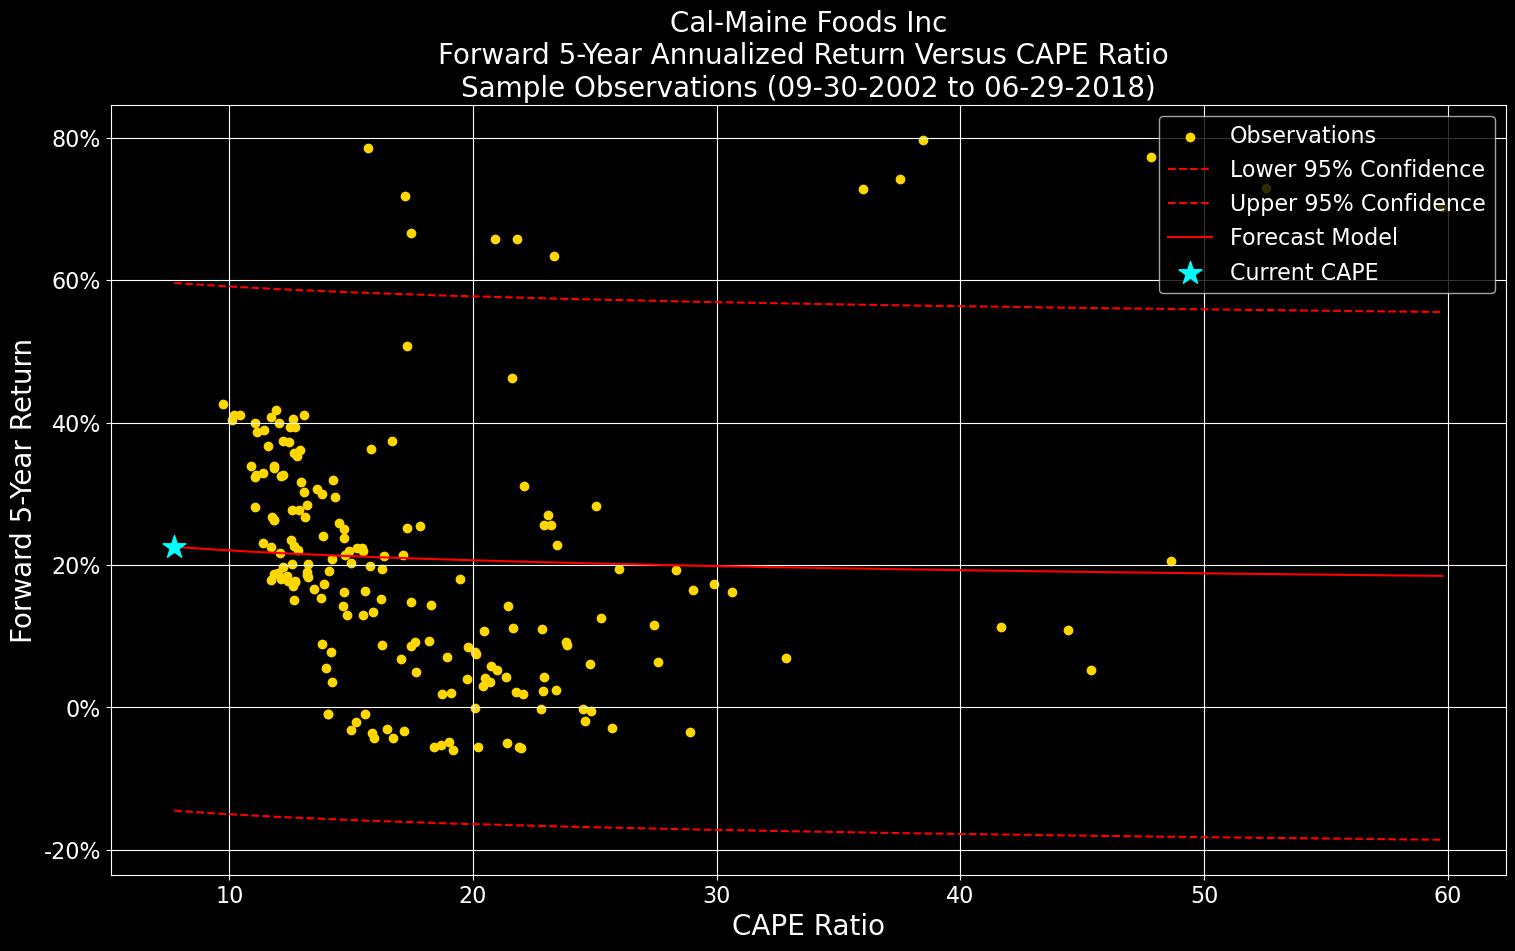 Cal-Maine Foods Inc
Forward 5-Year Annualized Return Versus CAPE Ratio
Sample Observations (09-30-2002 to 06-29-2018)
Observations
Lower 95% Confidence
Upper 95% Confidence
Forecast Model
Current CAPE
Forward 5-Year Return
80%
60%
40%
20%
0%
-20%
10
20
30
40
50
60
CAPE Ratio